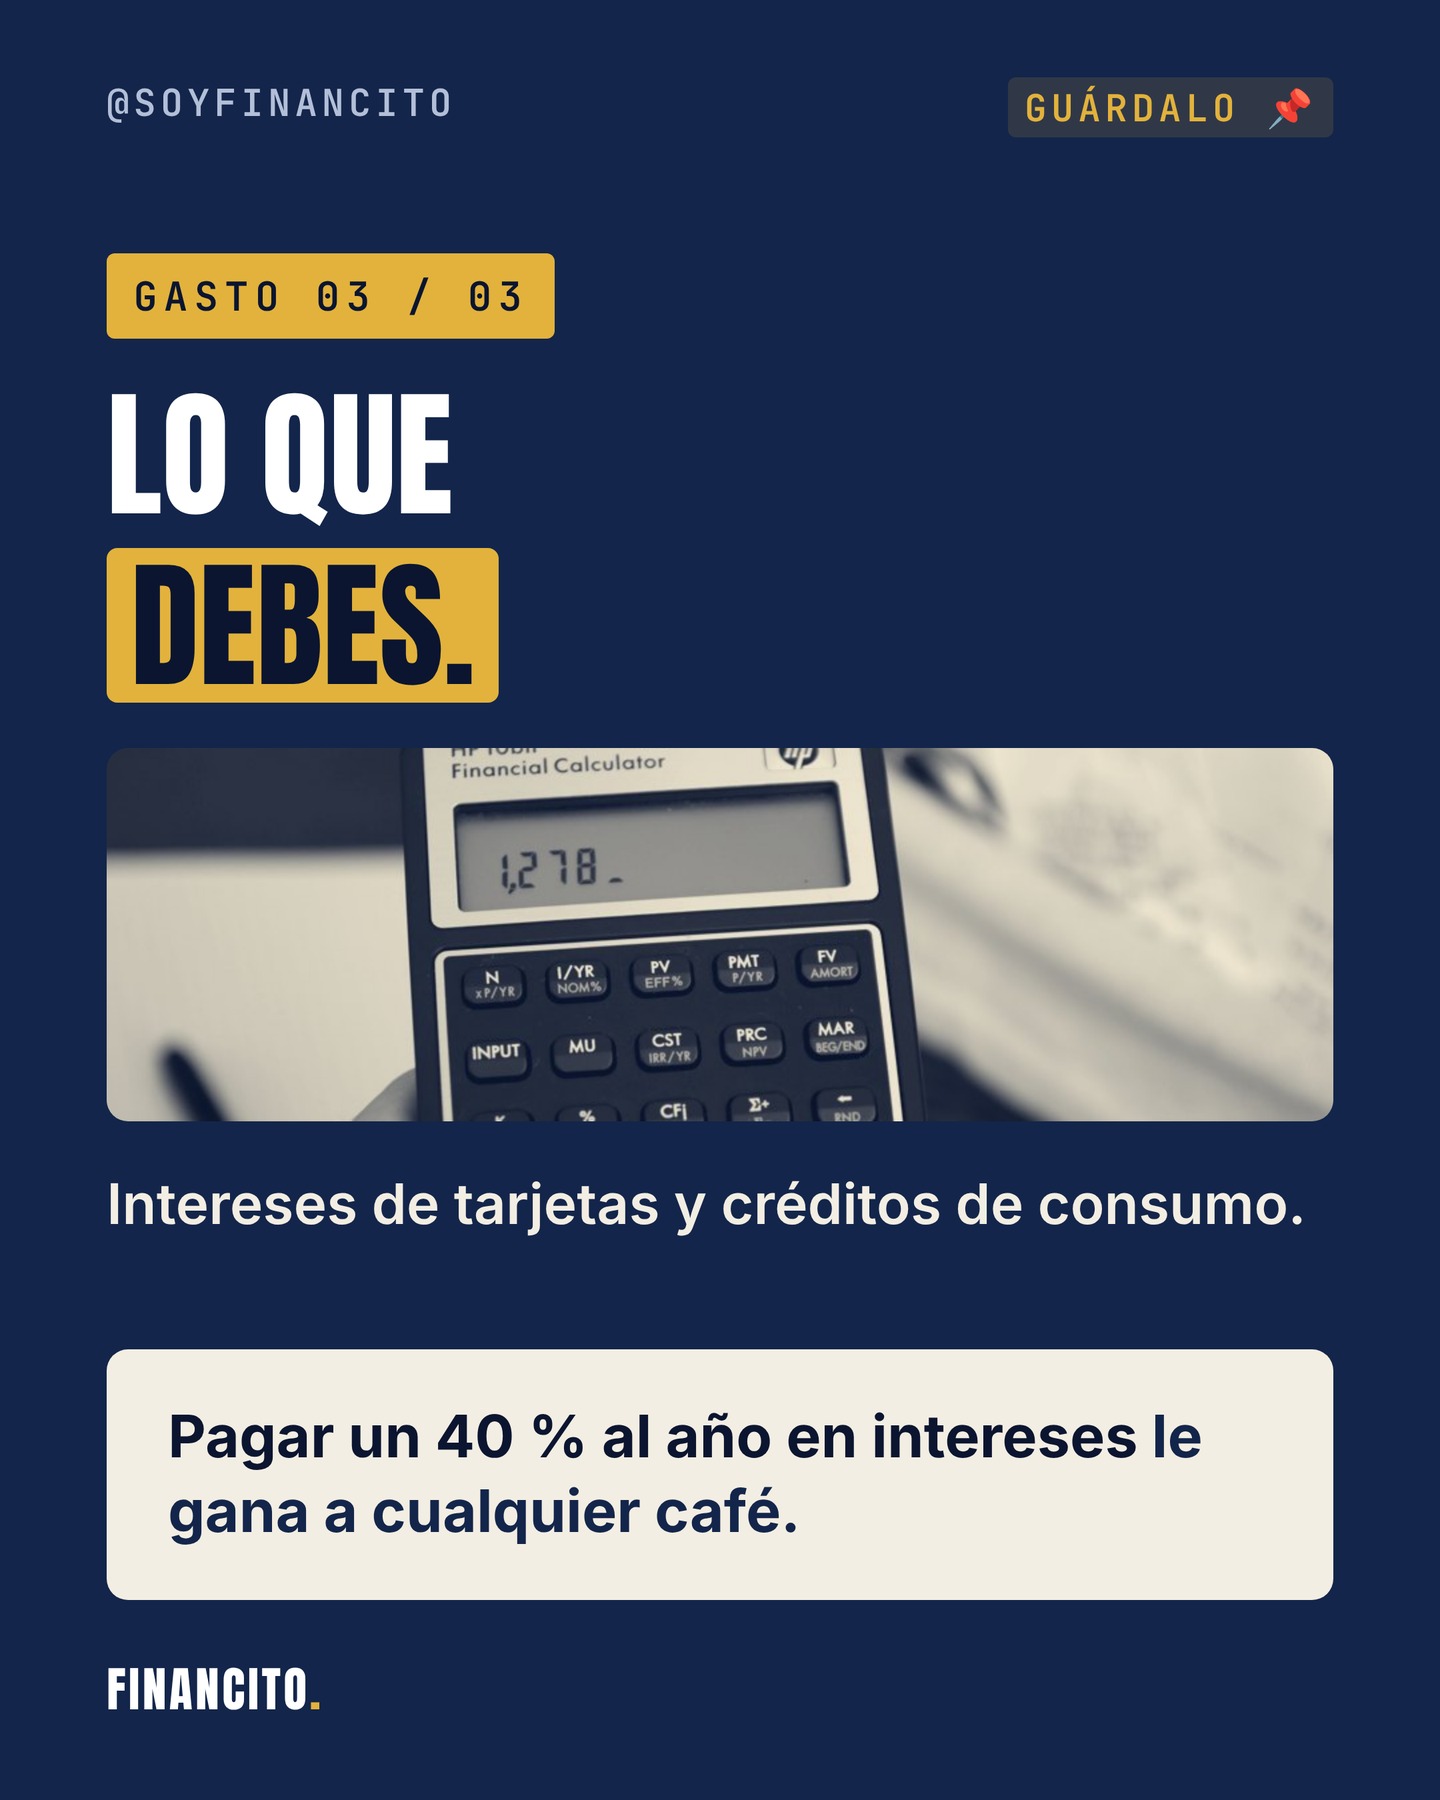 @SOYFINANCITO
GUÁRDALO 📌
GASTO 03 / 03
LO QUE
DEBES.
Financial Calculator
hp
1,278
N
I/YR
PV
PMT
FV
xP/YR
NOM%
EFF%
P/YR
AMORT
INPUT
MU
CST
PRC
MAR
IRR/YR
NPV
BEG/END
%
CFj
Σ+
←
RND
Intereses de tarjetas y créditos de consumo.
Pagar un 40 % al año en intereses le
gana a cualquier café.
FINANCITO.